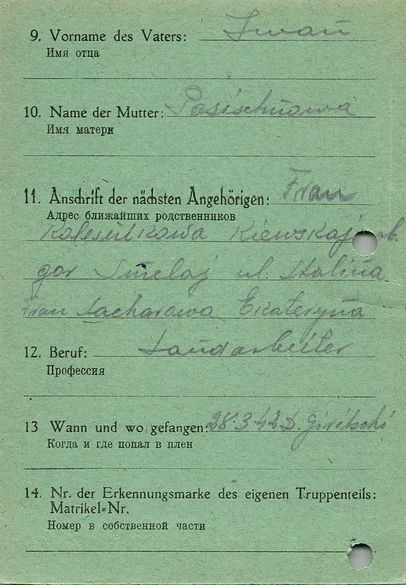 9. Vorname des Vaters: Iwan
Имя отца
10. Name der Mutter: Posischnowa
Имя матери
11. Anschrift der nächsten Angehörigen: Frau
Адрес ближайших родственников
Kolesnikowa Kiewskaj ob.
gor Smelaj ul Stalina
Frau Sacharowa Ekateryna
12. Beruf: Landarbeiter
Профессия
13 Wann und wo gefangen: 28.3.42 D.
Когда и где попал в плен
14. Nr. der Erkennungsmarke des eigenen Truppenteils:
Matrikel-Nr.
Номер в собственной части